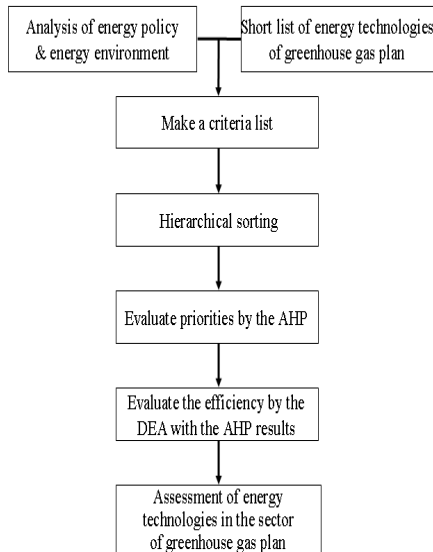 Analysis of energy policy
& energy environment
Short list of energy technologies
of greenhouse gas plan
Make a criteria list
Hierarchical sorting
Evaluate priorities by the AHP
Evaluate the efficiency by the
DEA with the AHP results
Assessment of energy
technologies in the sector
of greenhouse gas plan